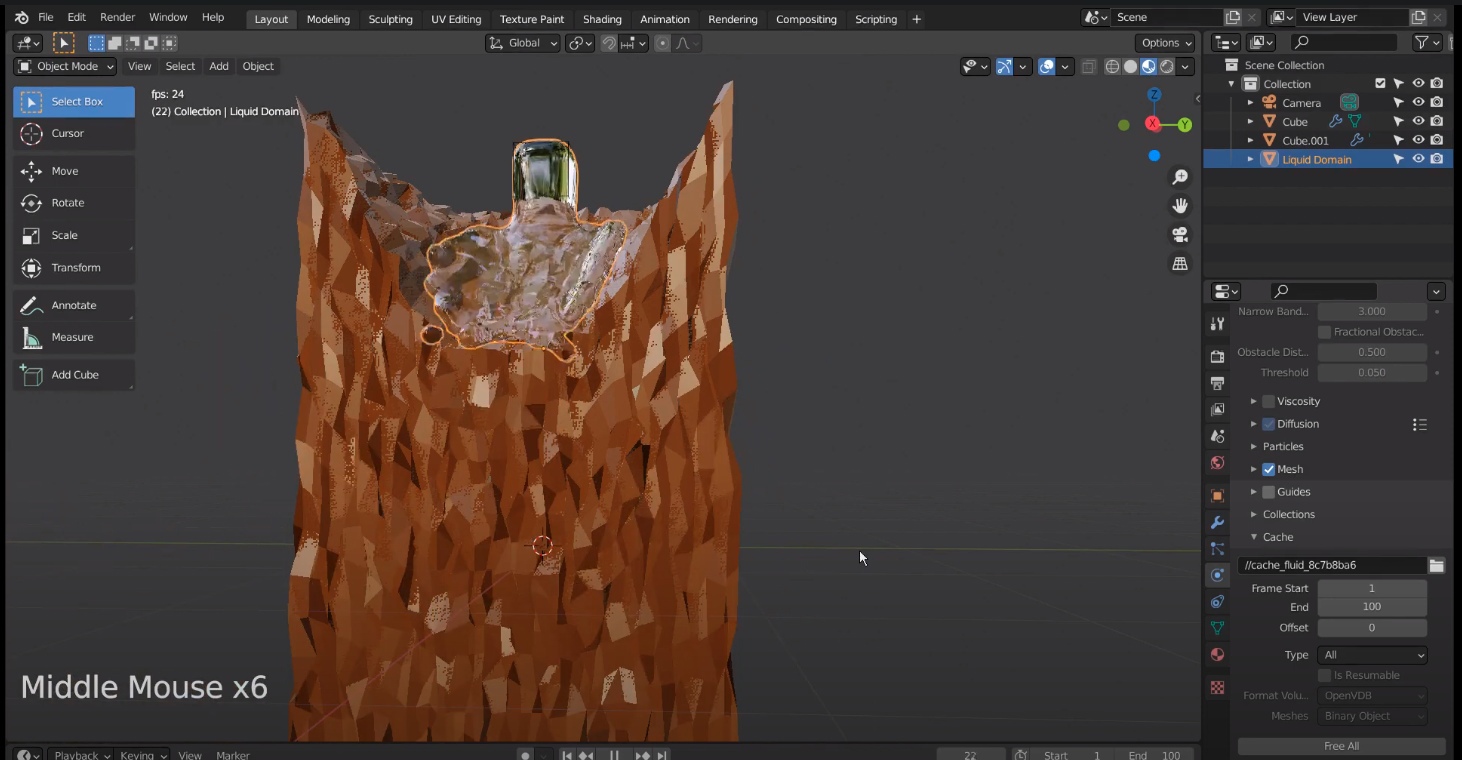 File Edit Render Window Help Layout Modeling Sculpting UV Editing Texture Paint Shading Animation Rendering Compositing Scripting + Scene View Layer
Global Options
Object Mode View Select Add Object
Select Box
Cursor
Move
Rotate
Scale
Transform
Annotate
Measure
Add Cube
fps: 24
(22) Collection | Liquid Domain
Z
X
Y
Middle Mouse x6
Playback Keying View Marker 22 Start 1 End 100
Scene Collection
Collection
Camera
Cube
Cube.001
Liquid Domain
Narrow Band... 3.000
Fractional Obstac...
Obstacle Dist... 0.500
Threshold 0.050
Viscosity
Diffusion
Particles
Mesh
Guides
Collections
Cache
//cache_fluid_8c7b8ba6
Frame Start 1
End 100
Offset 0
Type All
Is Resumable
Format Volu... OpenVDB
Meshes Binary Object
Free All